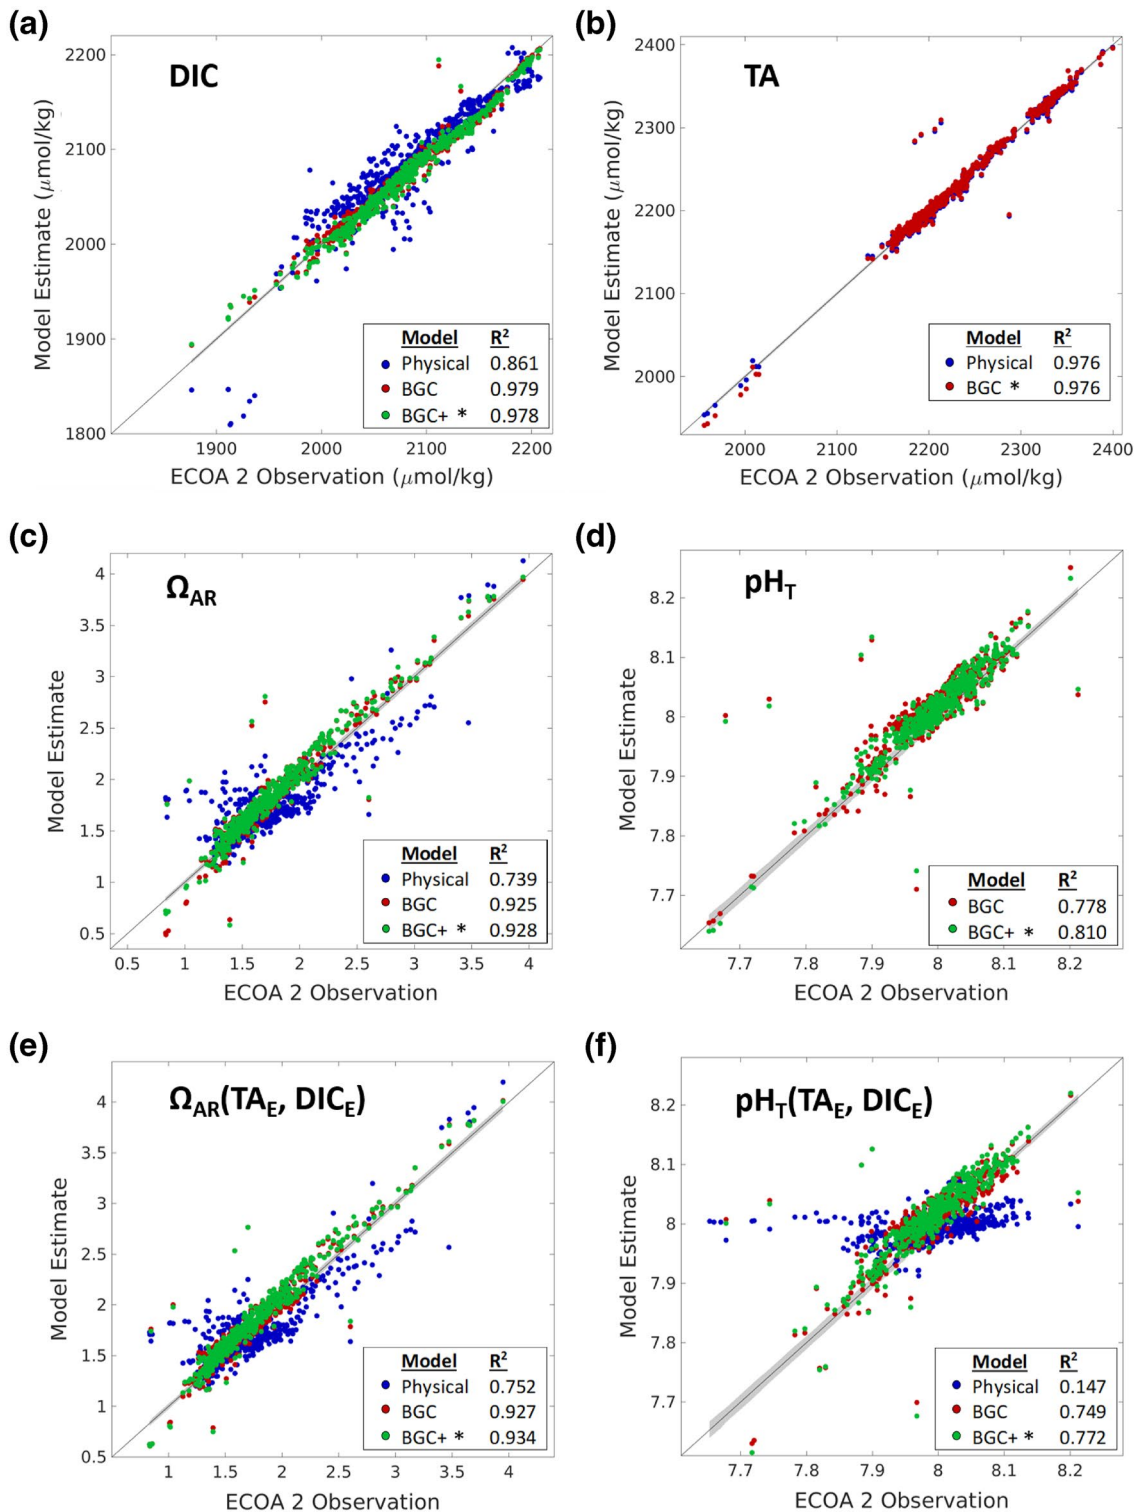 (a)
DIC
Model Estimate (μmol/kg)
2200
2100
2000
1900
1800
1900 2000 2100 2200
ECOA 2 Observation (μmol/kg)
Model R²
Physical 0.861
BGC 0.979
BGC+ * 0.978
(b)
TA
Model Estimate (μmol/kg)
2400
2300
2200
2100
2000
2000 2100 2200 2300 2400
ECOA 2 Observation (μmol/kg)
Model R²
Physical 0.976
BGC * 0.976
(c)
Ω_AR
Model Estimate
4
3.5
3
2.5
2
1.5
1
0.5
0.5 1 1.5 2 2.5 3 3.5 4
ECOA 2 Observation
Model R²
Physical 0.739
BGC 0.925
BGC+ * 0.928
(d)
pH_T
Model Estimate
8.2
8.1
8
7.9
7.8
7.7
7.7 7.8 7.9 8 8.1 8.2
ECOA 2 Observation
Model R²
BGC 0.778
BGC+ * 0.810
(e)
Ω_AR(TA_E, DIC_E)
Model Estimate
4
3.5
3
2.5
2
1.5
1
0.5
1 1.5 2 2.5 3 3.5 4
ECOA 2 Observation
Model R²
Physical 0.752
BGC 0.927
BGC+ * 0.934
(f)
pH_T(TA_E, DIC_E)
Model Estimate
8.2
8.1
8
7.9
7.8
7.7
7.7 7.8 7.9 8 8.1 8.2
ECOA 2 Observation
Model R²
Physical 0.147
BGC 0.749
BGC+ * 0.772